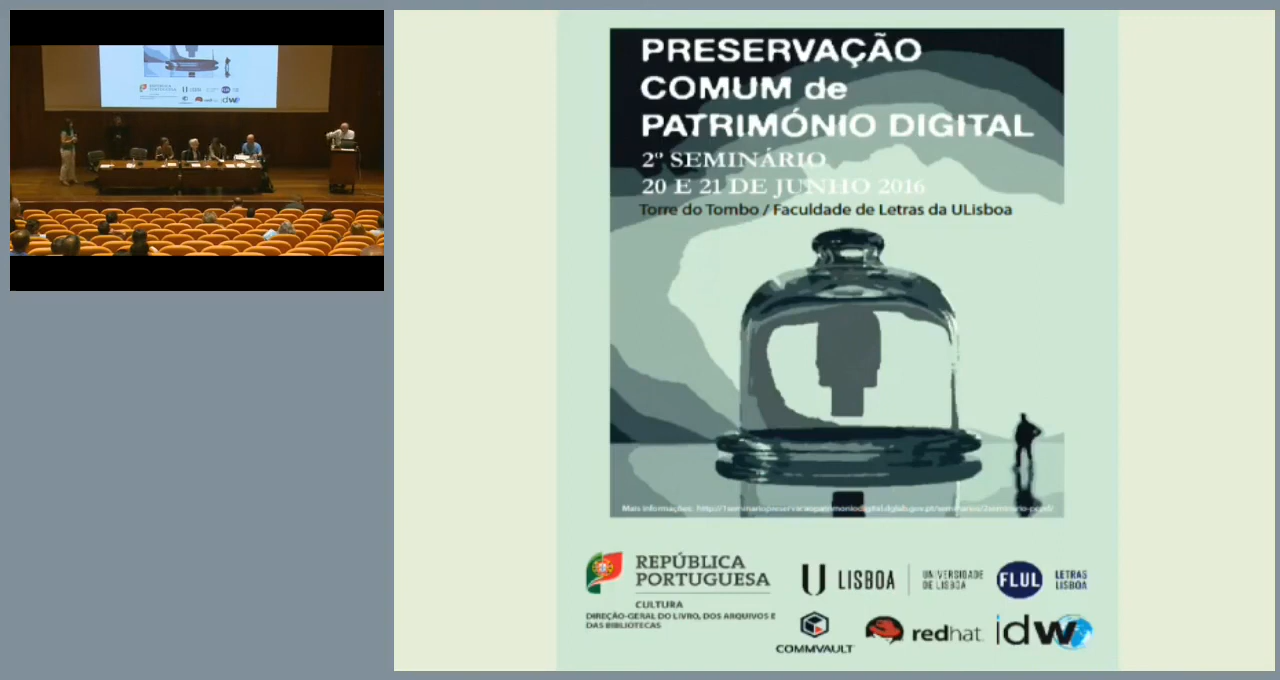 PRESERVAÇÃO
COMUM de
PATRIMÓNIO DIGITAL
2º SEMINÁRIO
20 E 21 DE JUNHO 2016
Torre do Tombo / Faculdade de Letras da ULisboa
Mais informações:
REPÚBLICA
PORTUGUESA
CULTURA
DIREÇÃO-GERAL DO LIVRO, DOS ARQUIVOS E
DAS BIBLIOTECAS
U LISBOA
UNIVERSIDADE
DE LISBOA
FLUL
LETRAS
LISBOA
COMMVAULT
redhat.
idw